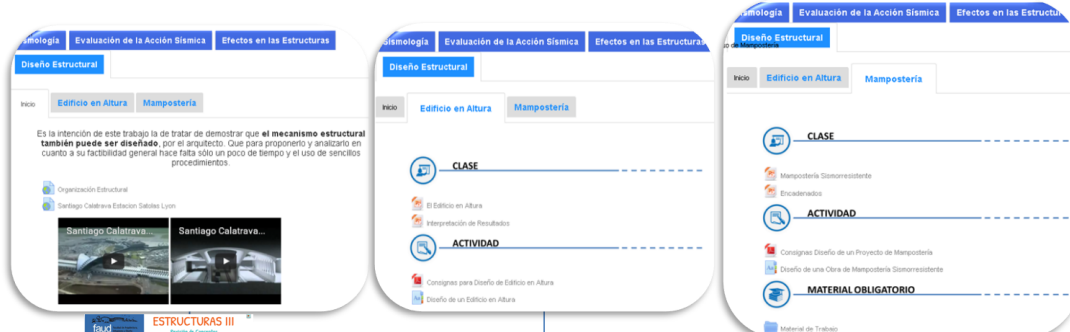 smología
Evaluación de la Acción Sísmica
Efectos en las Estructuras
Diseño Estructural
Inicio
Edificio en Altura
Mampostería
Es la intención de este trabajo la de tratar de demostrar que el mecanismo estructural
también puede ser diseñado, por el arquitecto. Que para proponerlo y analizarlo en
cuanto a su factibilidad general hace falta sólo un poco de tiempo y el uso de sencillos
procedimientos.
Organización Estructural
Santiago Calatrava Estacion Satolas Lyon
Santiago Calatrava...
Santiago Calatrava...
faud
ESTRUCTURAS III
Sismología
Evaluación de la Acción Sísmica
Efectos en las Estructuras
Diseño Estructural
Inicio
Edificio en Altura
Mampostería
CLASE
El Edificio en Altura
Interpretación de Resultados
ACTIVIDAD
Consignas para Diseño de Edificio en Altura
Diseño de un Edificio en Altura
smología
Evaluación de la Acción Sísmica
Efectos en las Estructur
Diseño Estructural
o de Mampostería
Inicio
Edificio en Altura
Mampostería
CLASE
Mampostería Sismorresistente
Encadenados
ACTIVIDAD
Consignas Diseño de un Proyecto de Mampostería
Diseño de una Obra de Mampostería Sismorresistente
MATERIAL OBLIGATORIO
Material de Trabajo